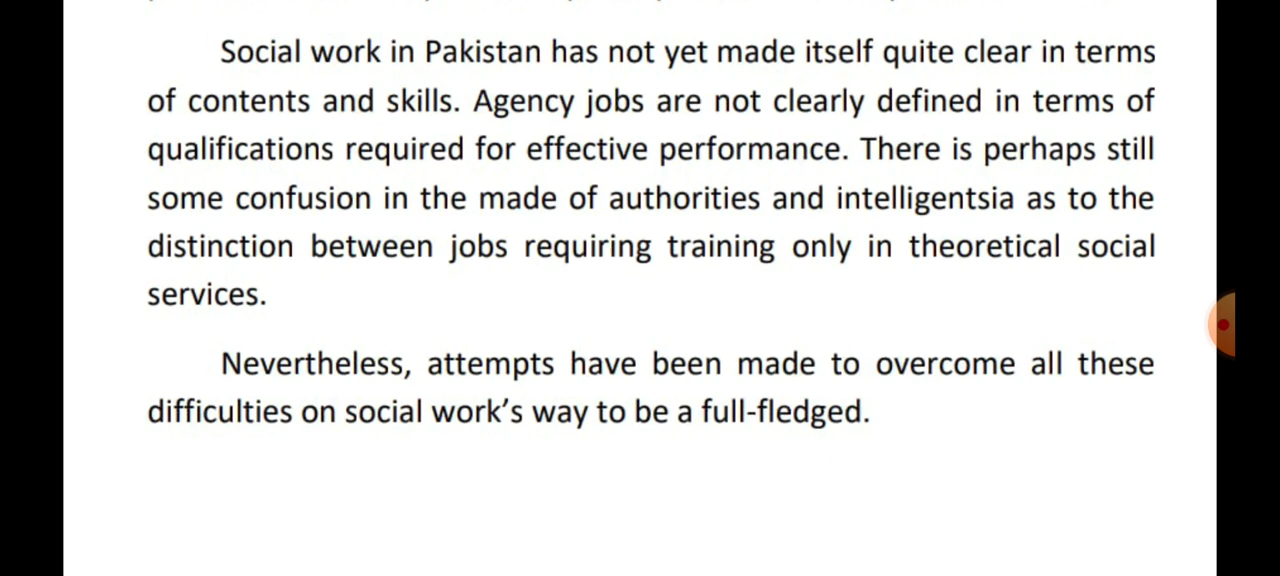 Social work in Pakistan has not yet made itself quite clear in terms
of contents and skills. Agency jobs are not clearly defined in terms of
qualifications required for effective performance. There is perhaps still
some confusion in the made of authorities and intelligentsia as to the
distinction between jobs requiring training only in theoretical social
services.
Nevertheless, attempts have been made to overcome all these
difficulties on social work’s way to be a full-fledged.